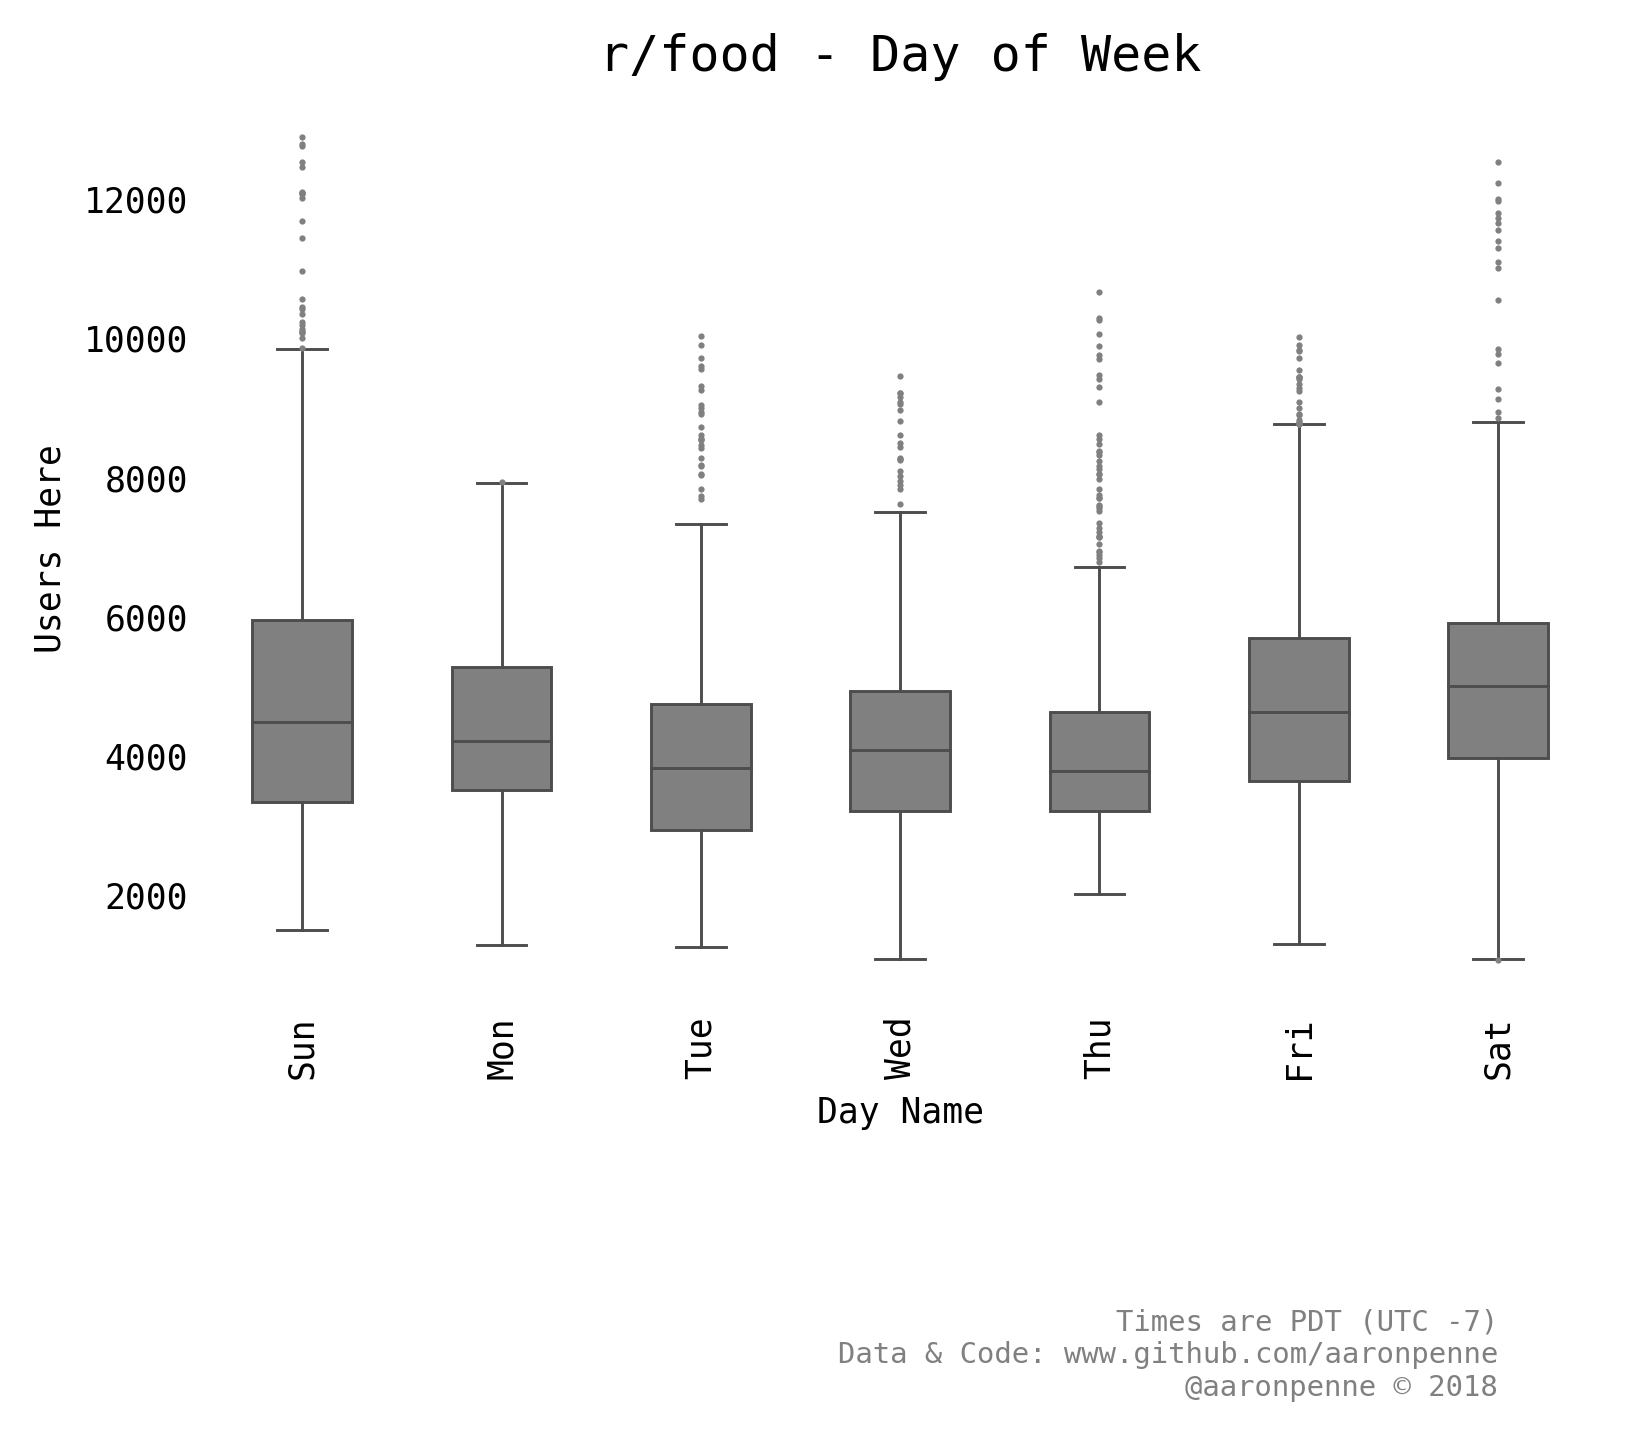 r/food - Day of Week
12000
10000
8000
6000
4000
2000
Users Here
Sun
Mon
Tue
Wed
Thu
Fri
Sat
Day Name
Times are PDT (UTC -7)
Data & Code: www.github.com/aaronpenne
@aaronpenne © 2018